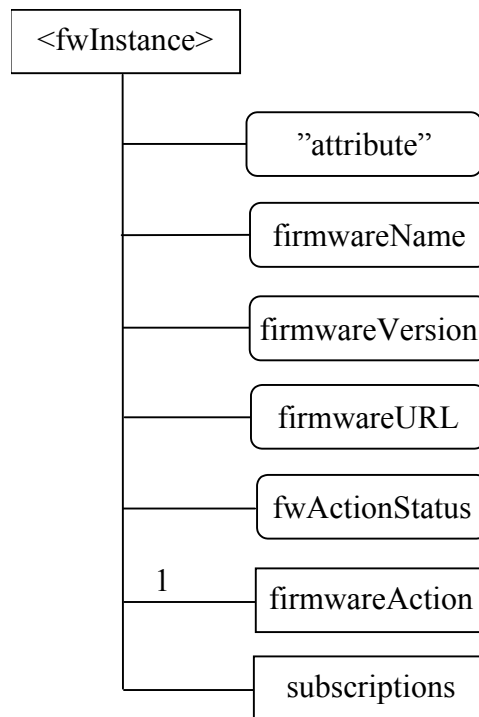 <fwInstance>
”attribute”
firmwareName
firmwareVersion
firmwareURL
fwActionStatus
1
firmwareAction
subscriptions